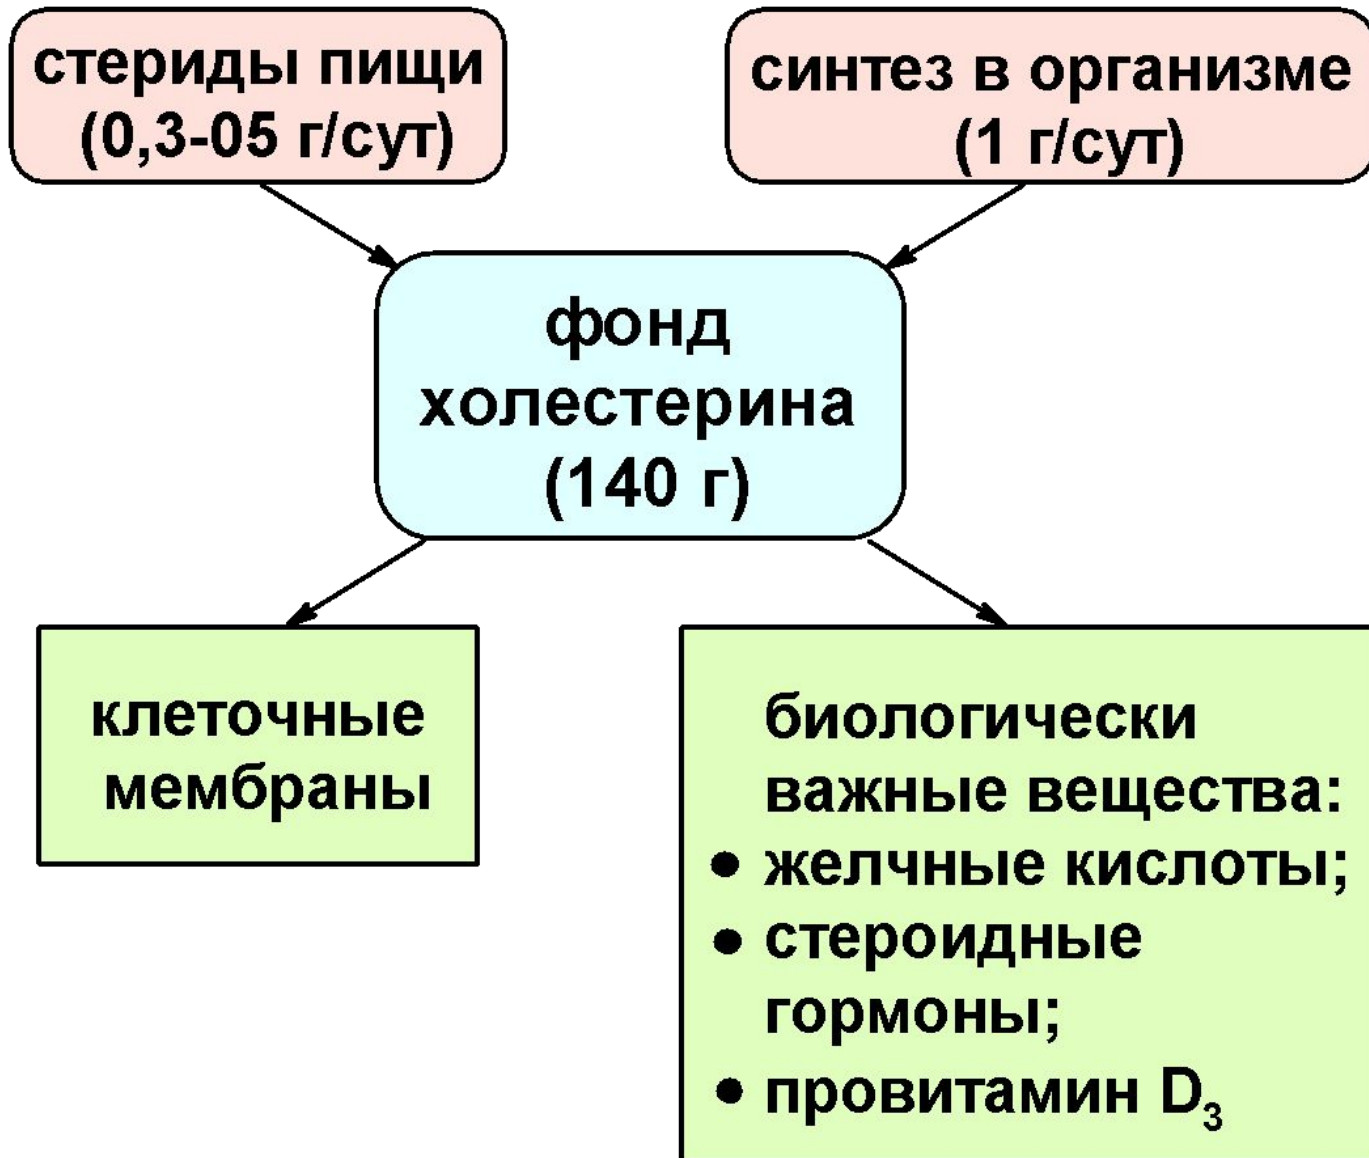 стериды пищи
(0,3-05 г/сут)
синтез в организме
(1 г/сут)
фонд
холестерина
(140 г)
клеточные
мембраны
биологически
важные вещества:
• желчные кислоты;
• стероидные
гормоны;
• провитамин D₃